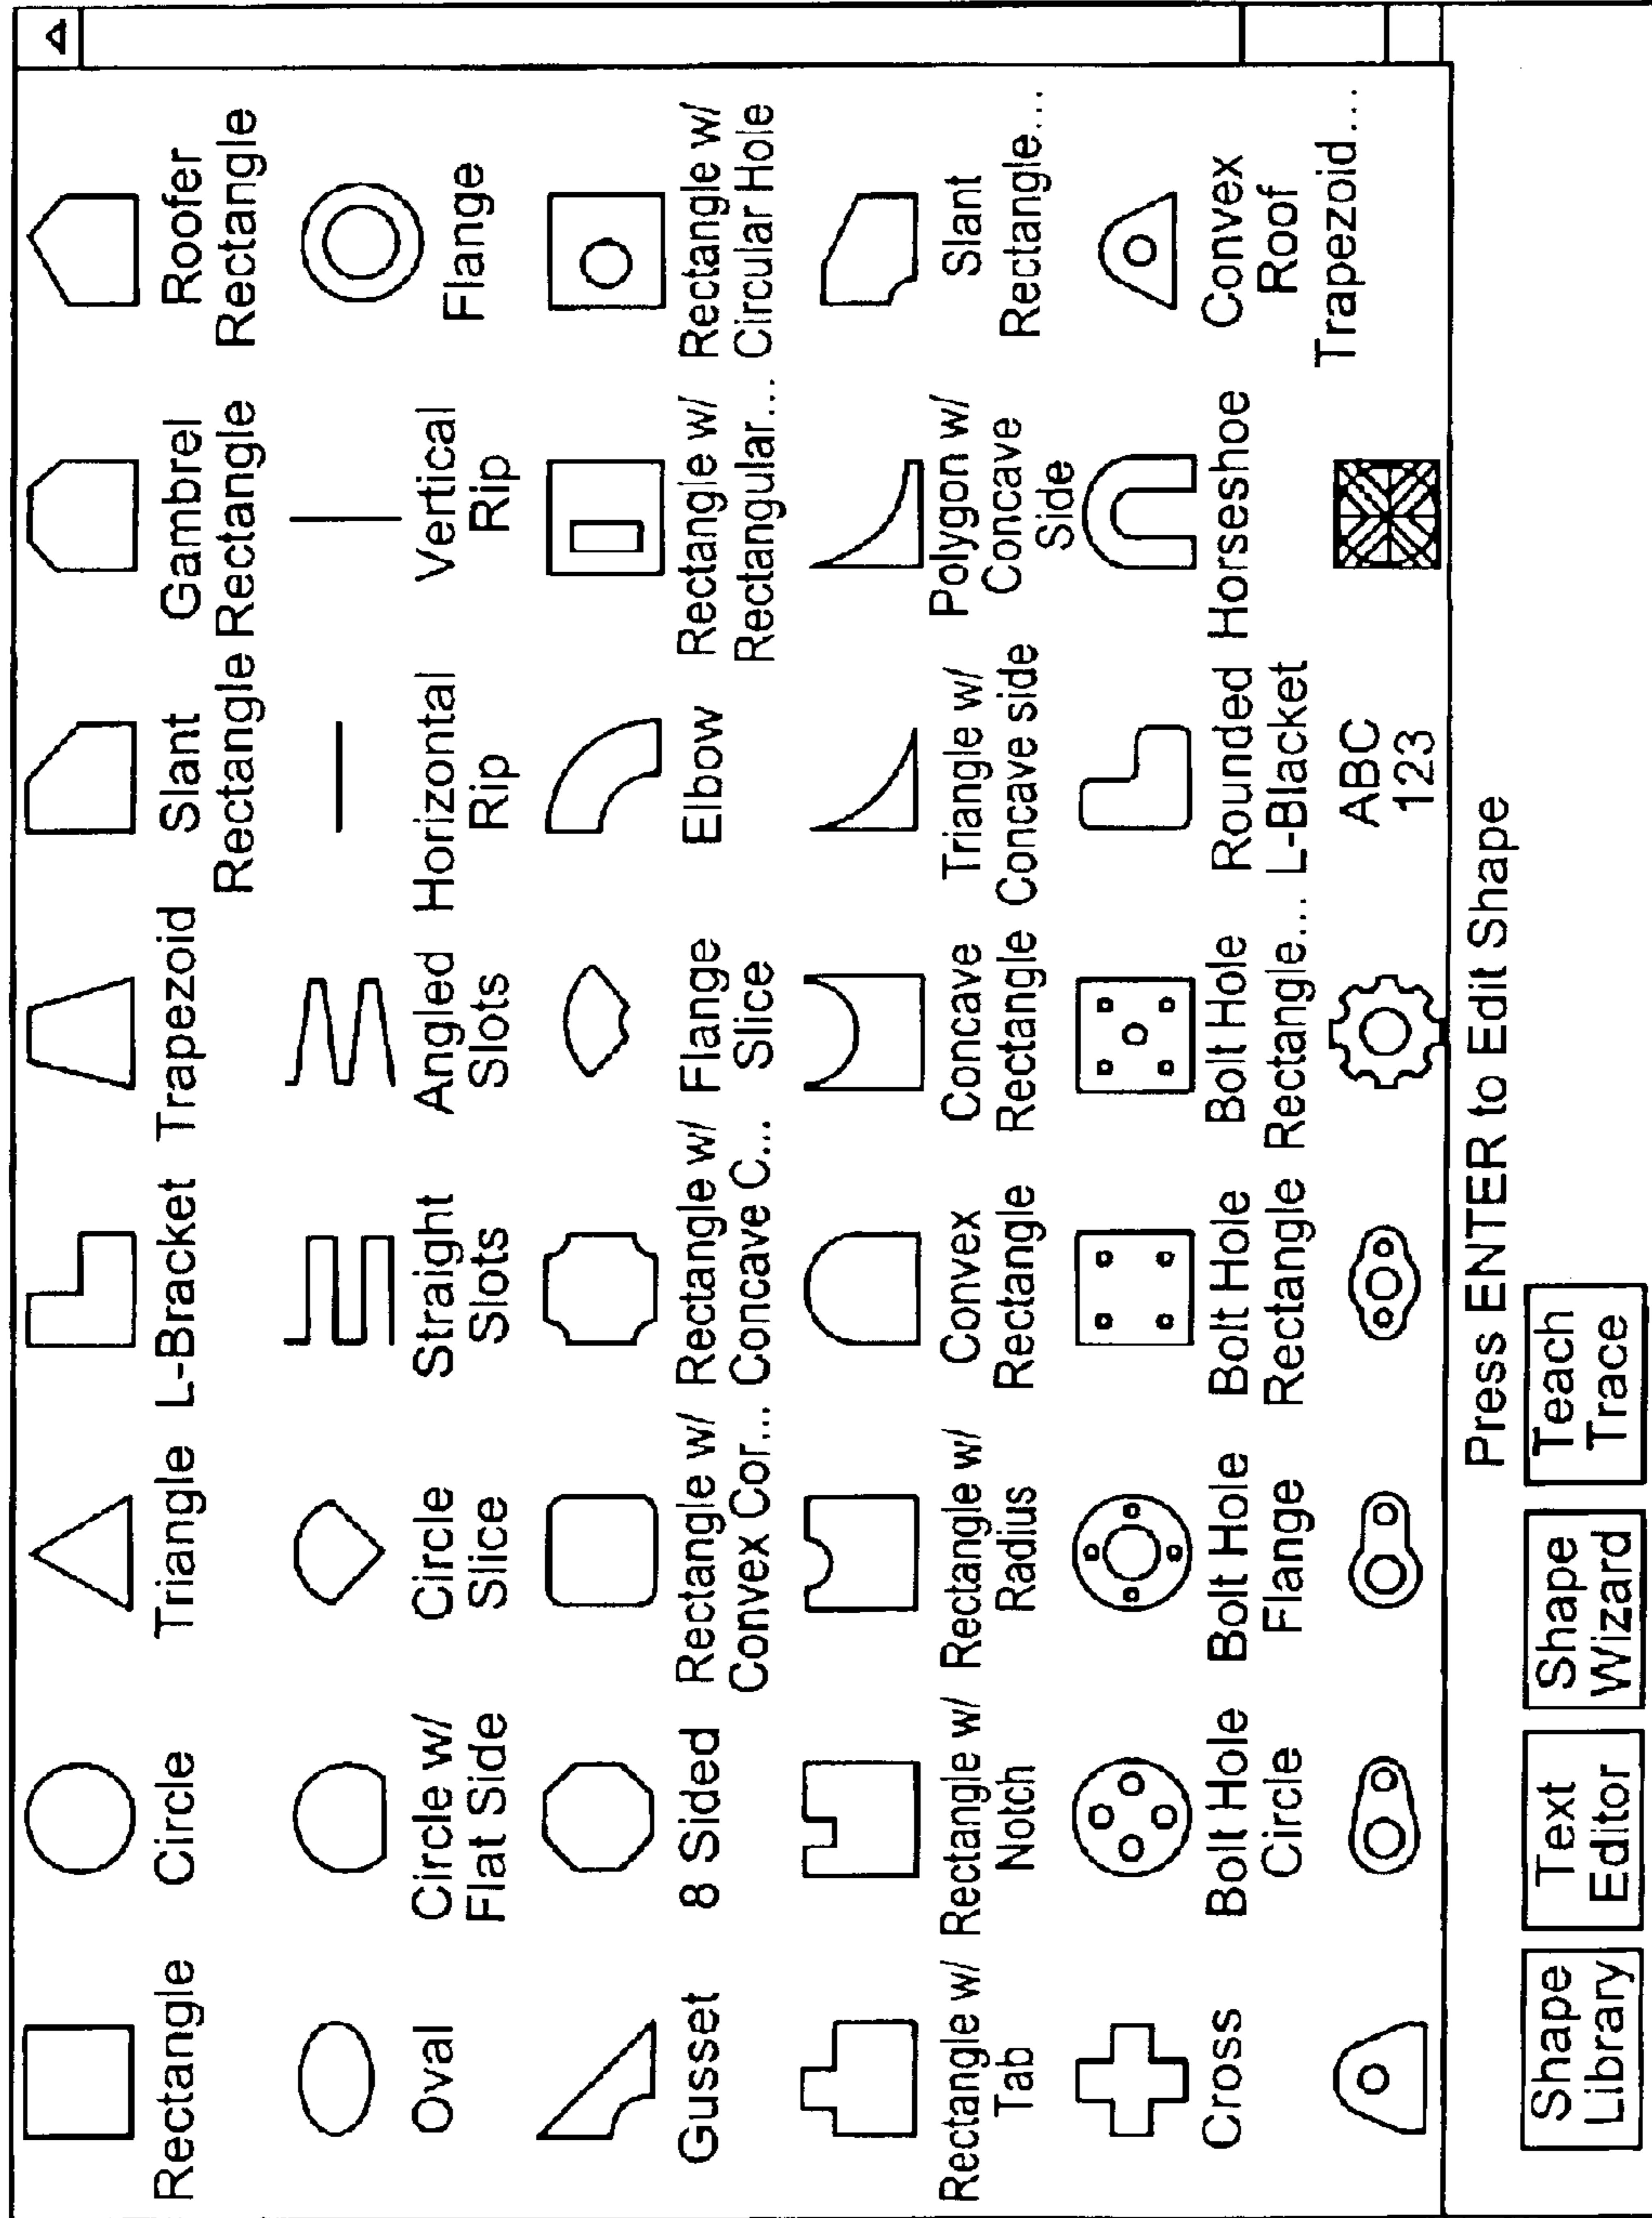 Rectangle
Circle
Triangle
L-Bracket
Trapezoid
Slant
Rectangle
Gambrel
Rectangle
Roofer
Rectangle
Oval
Circle w/
Flat Side
Circle
Slice
Straight
Slots
Angled
Slots
Horizontal
Rip
Vertical
Rip
Flange
Gusset
8 Sided
Rectangle w/
Convex Cor...
Rectangle w/
Concave C...
Flange
Slice
Elbow
Rectangle w/
Rectangular...
Rectangle w/
Circular Hole
Rectangle w/
Tab
Rectangle w/
Notch
Rectangle w/
Radius
Convex
Rectangle
Concave
Rectangle
Triangle w/
Concave side
Polygon w/
Concave
Side
Slant
Rectangle...
Cross
Bolt Hole
Circle
Bolt Hole
Flange
Bolt Hole
Rectangle
Bolt Hole
Rectangle...
Rounded
L-Blacket
Horseshoe
Convex
Roof
Trapezoid...
ABC
123
Press ENTER to Edit Shape
Shape
Library
Text
Editor
Shape
Wizard
Teach
Trace